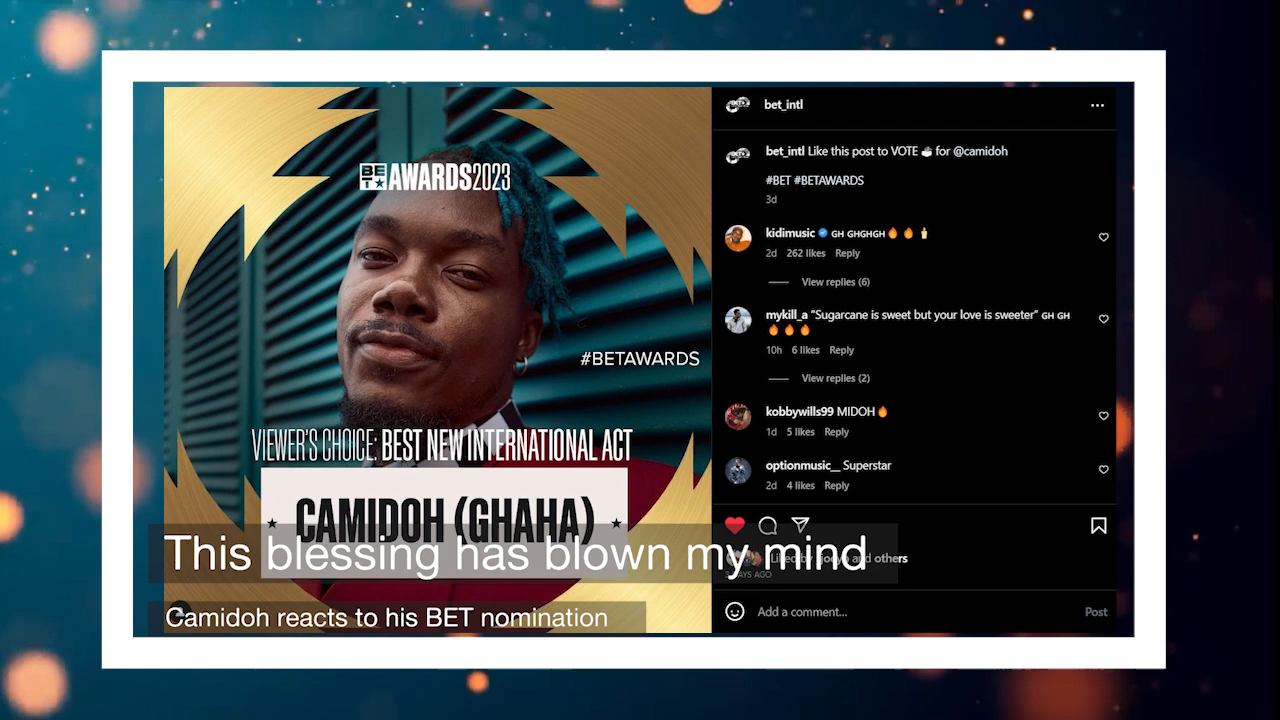 BET AWARDS2023
#BETAWARDS
VIEWER'S CHOICE: BEST NEW INTERNATIONAL ACT
CAMIDOH (GHAHA)
This blessing has blown my mind
Camidoh reacts to his BET nomination
bet_intl
bet_intl Like this post to VOTE for @camidoh
#BET #BETAWARDS
3d
kidimusic GH GHGHGH
2d 262 likes Reply
View replies (6)
mykill_a "Sugarcane is sweet but your love is sweeter" GH GH
10h 6 likes Reply
View replies (2)
kobbywills99 MIDOH
1d 5 likes Reply
optionmusic__ Superstar
2d 4 likes Reply
Liked by and others
DAYS AGO
Add a comment...
Post